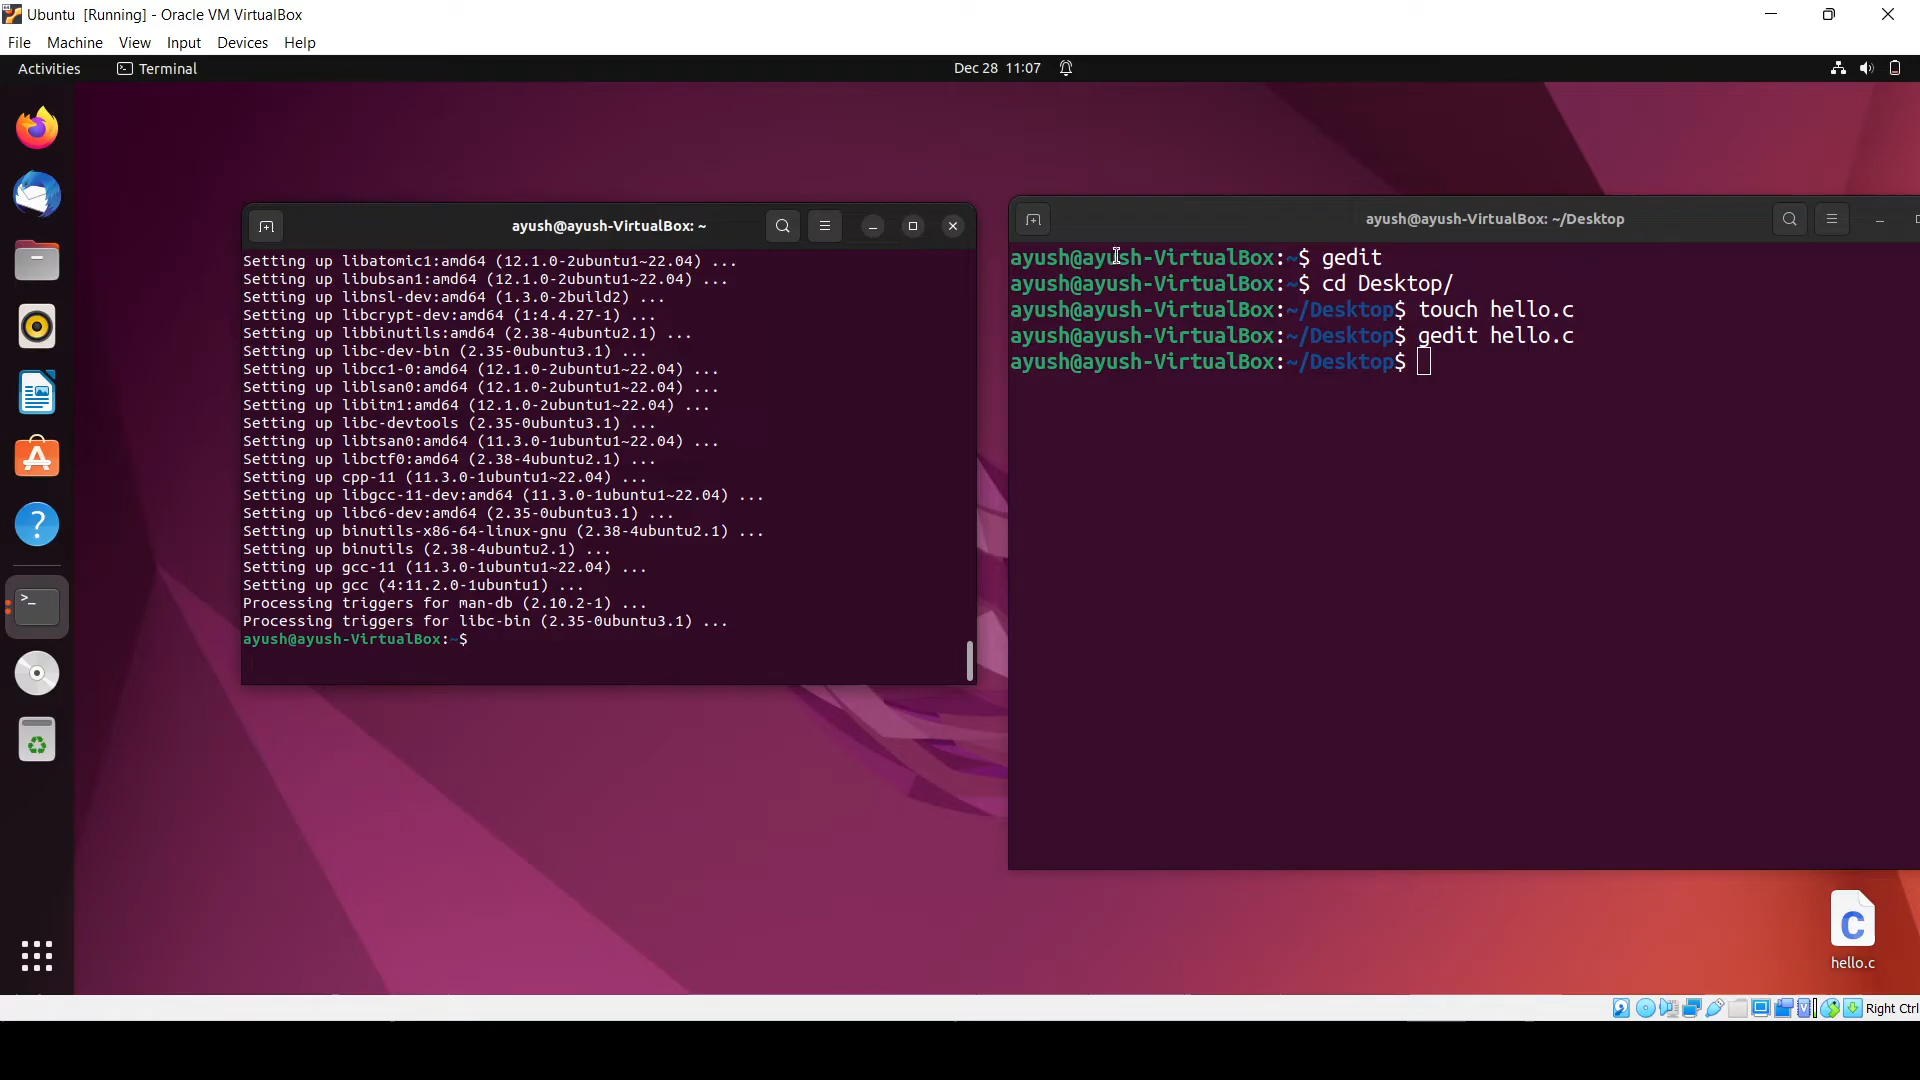 Ubuntu [Running] - Oracle VM VirtualBox
File Machine View Input Devices Help
Activities Terminal Dec 28 11:07
ayush@ayush-VirtualBox: ~
Setting up libatomic1:amd64 (12.1.0-2ubuntu1~22.04) ...
Setting up libubsan1:amd64 (12.1.0-2ubuntu1~22.04) ...
Setting up libnsl-dev:amd64 (1.3.0-2build2) ...
Setting up libcrypt-dev:amd64 (1:4.4.27-1) ...
Setting up libbinutils:amd64 (2.38-4ubuntu2.1) ...
Setting up libc-dev-bin (2.35-0ubuntu3.1) ...
Setting up libcc1-0:amd64 (12.1.0-2ubuntu1~22.04) ...
Setting up liblsan0:amd64 (12.1.0-2ubuntu1~22.04) ...
Setting up libitm1:amd64 (12.1.0-2ubuntu1~22.04) ...
Setting up libc-devtools (2.35-0ubuntu3.1) ...
Setting up libtsan0:amd64 (11.3.0-1ubuntu1~22.04) ...
Setting up libctf0:amd64 (2.38-4ubuntu2.1) ...
Setting up cpp-11 (11.3.0-1ubuntu1~22.04) ...
Setting up libgcc-11-dev:amd64 (11.3.0-1ubuntu1~22.04) ...
Setting up libc6-dev:amd64 (2.35-0ubuntu3.1) ...
Setting up binutils-x86-64-linux-gnu (2.38-4ubuntu2.1) ...
Setting up binutils (2.38-4ubuntu2.1) ...
Setting up gcc-11 (11.3.0-1ubuntu1~22.04) ...
Setting up gcc (4:11.2.0-1ubuntu1) ...
Processing triggers for man-db (2.10.2-1) ...
Processing triggers for libc-bin (2.35-0ubuntu3.1) ...
ayush@ayush-VirtualBox:~$
ayush@ayush-VirtualBox: ~/Desktop
ayush@ayush-VirtualBox:~$ gedit
ayush@ayush-VirtualBox:~$ cd Desktop/
ayush@ayush-VirtualBox:~/Desktop$ touch hello.c
ayush@ayush-VirtualBox:~/Desktop$ gedit hello.c
ayush@ayush-VirtualBox:~/Desktop$
C
hello.c
Right Ctrl